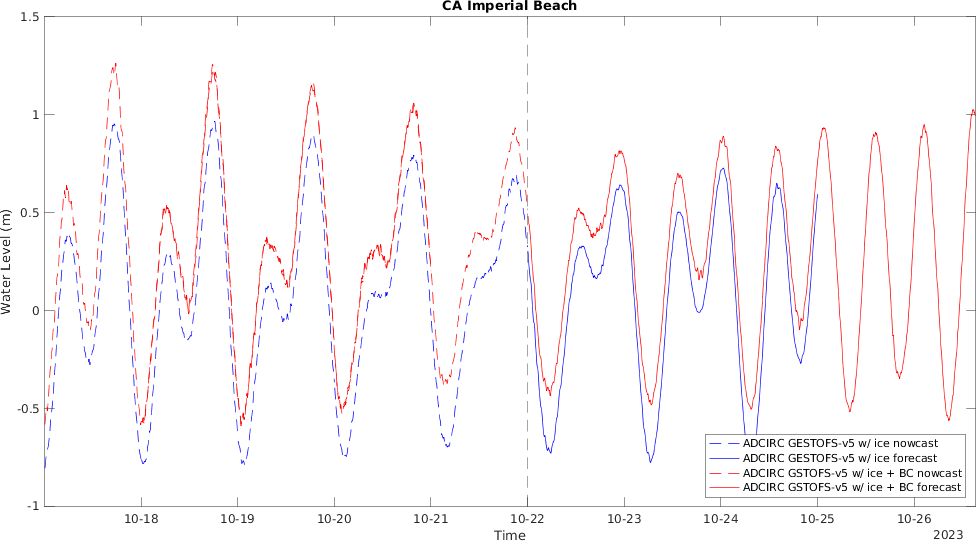 CA Imperial Beach
1.5
1
0.5
0
-0.5
-1
Water Level (m)
10-18 10-19 10-20 10-21 10-22 10-23 10-24 10-25 10-26
Time
2023
ADCIRC GESTOFS-v5 w/ ice nowcast
ADCIRC GESTOFS-v5 w/ ice forecast
ADCIRC GSTOFS-v5 w/ ice + BC nowcast
ADCIRC GSTOFS-v5 w/ ice + BC forecast